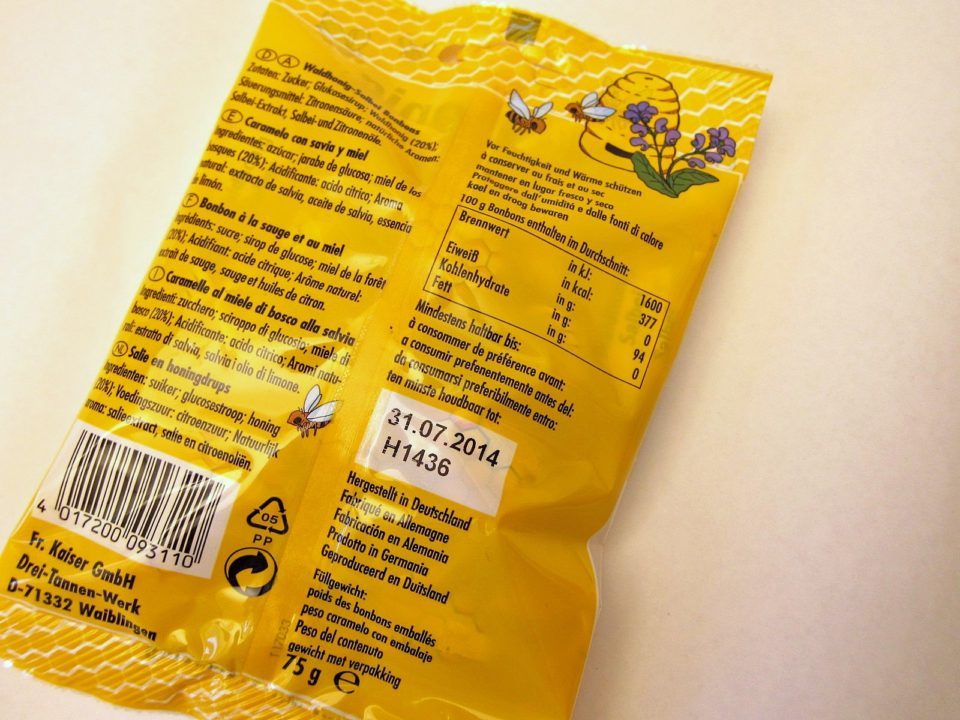 D A Waldhonig-Salbei Bonbons
Zutaten: Zucker, Glukosesirup; Waldhonig (20%);
Säuerungsmittel: Zitronensäure; natürliche Aromen:
Salbei-Extrakt, Salbei-und Zitronenöle.
E Caramelo con savia y miel
Ingredientes: azúcar; jarabe de glucosa; miel de los
bosques (20%); Acidificante: acido citrico; Aroma
natural: extracto de salvia, aceite de salvia, essencia
limón.
F Bonbon à la sauge et au miel
Ingrédients: sucre; sirop de glucose; miel de la forêt
(20%); Acidifiant: acide citrique; Arôme naturel:
extrait de sauge, sauge et huiles de citron.
I Caramelle al miele di bosco alla salvia
Ingredienti: zucchero; sciroppo di glucosio; miele di
bosco (20%); Acidificante: acido citrico; Aromi natu-
rali: estratto di salvia, salvia i olio di limone.
NL Salie en honingdrups
Ingredienten: suiker; glucosestroop; honing
(20%); Voedingszuur: citroenzuur; Natuurlijk
aroma: salieextract, salie en citroenoliën.
4 017200 093110
Fr. Kaiser GmbH
Drei-Tannen-Werk
D-71332 Waiblingen
05
PP
Vor Feuchtigkeit und Wärme schützen
à conserver au frais et au sec
mantener en lugar fresco y seco
Proteggere dall'umidità e dalle fonti di calore
koel en droog bewaren
100 g Bonbons enthalten im Durchschnitt:
Brennwert in kJ: 1600
in kcal: 377
Eiweiß in g: 0
Kohlenhydrate in g: 94
Fett in g: 0
Mindestens haltbar bis:
à consommer de préférence avant:
a consumir prefenentemente antes del:
da consumarsi preferibilmente entro:
ten minste houdbaar tot:
31.07.2014
H1436
Hergestellt in Deutschland
Fabriqué en Allemagne
Fabricación en Alemania
Prodotto in Germania
Geproduceerd en Duitsland
Füllgewicht:
poids des bonbons emballés
peso caramelo con embalaje
Peso del contenuto
gewicht met verpakking
75 g e